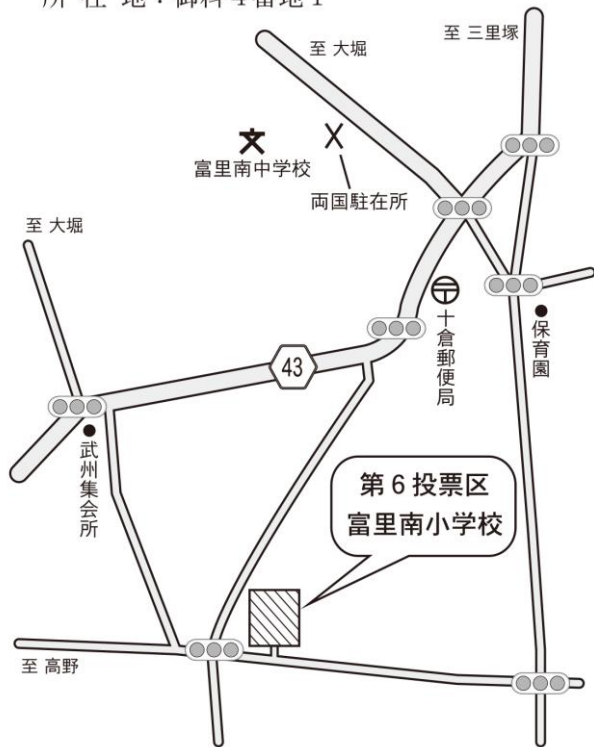 所在地：御料4番地1
至 大堀
至 三里塚
富里南中学校
両国駐在所
至 大堀
十倉郵便局
保育園
43
武州集会所
第6投票区
富里南小学校
至 高野